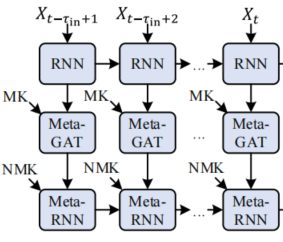 X_{t−τ_in+1} X_{t−τ_in+2} X_t
RNN RNN ... RNN
MK MK MK
Meta-GAT Meta-GAT ... Meta-GAT
NMK NMK NMK
Meta-RNN Meta-RNN ... Meta-RNN